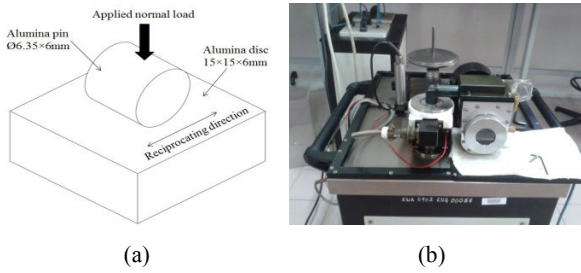 Applied normal load
Alumina pin
Ø6.35×6mm
Alumina disc
15×15×6mm
Reciprocating direction
(a)
(b)